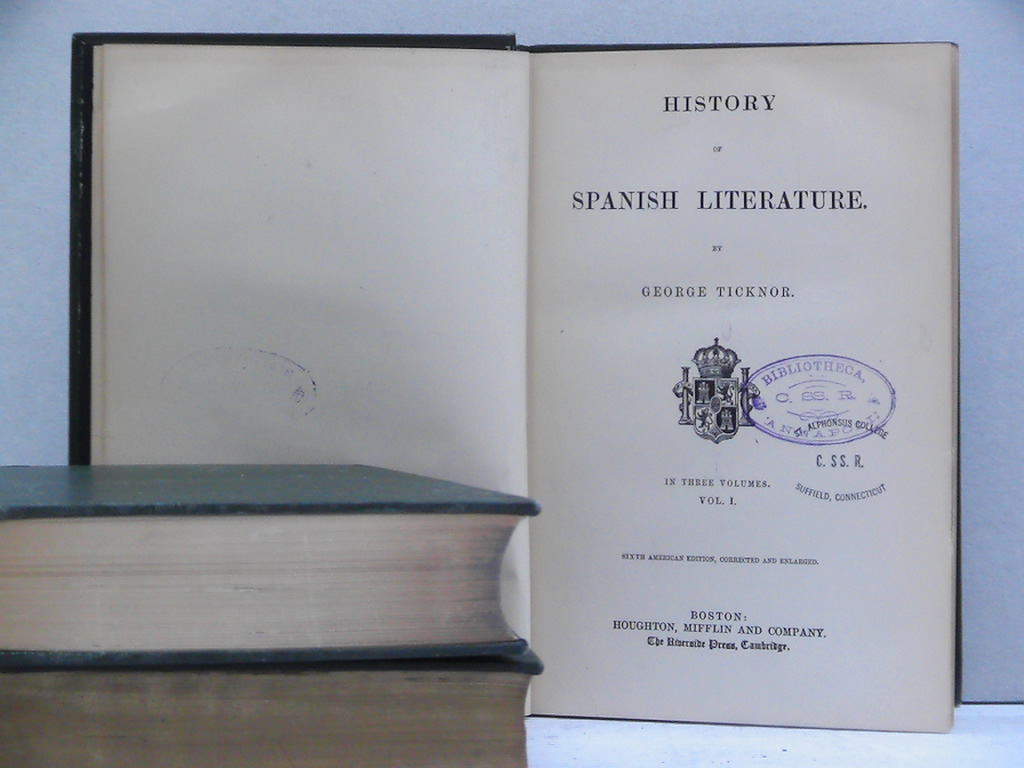 HISTORY
OF
SPANISH LITERATURE.
BY
GEORGE TICKNOR.
BIBLIOTHECA,
C. SS. R.
ST. ALPHONSUS COLLEGE
C. SS. R.
SUFFIELD, CONNECTICUT
IN THREE VOLUMES.
VOL. I.
SIXTH AMERICAN EDITION, CORRECTED AND ENLARGED.
BOSTON:
HOUGHTON, MIFFLIN AND COMPANY.
The Riverside Press, Cambridge.